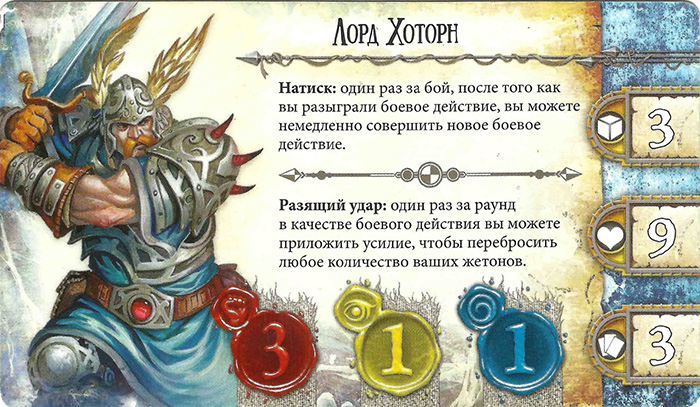 Лорд Хоторн
Натиск: один раз за бой, после того как
вы разыграли боевое действие, вы можете
немедленно совершить новое боевое
действие.
3
Разящий удар: один раз за раунд
в качестве боевого действия вы можете
приложить усилие, чтобы перебросить
любое количество ваших жетонов.
9
3 1 1
3